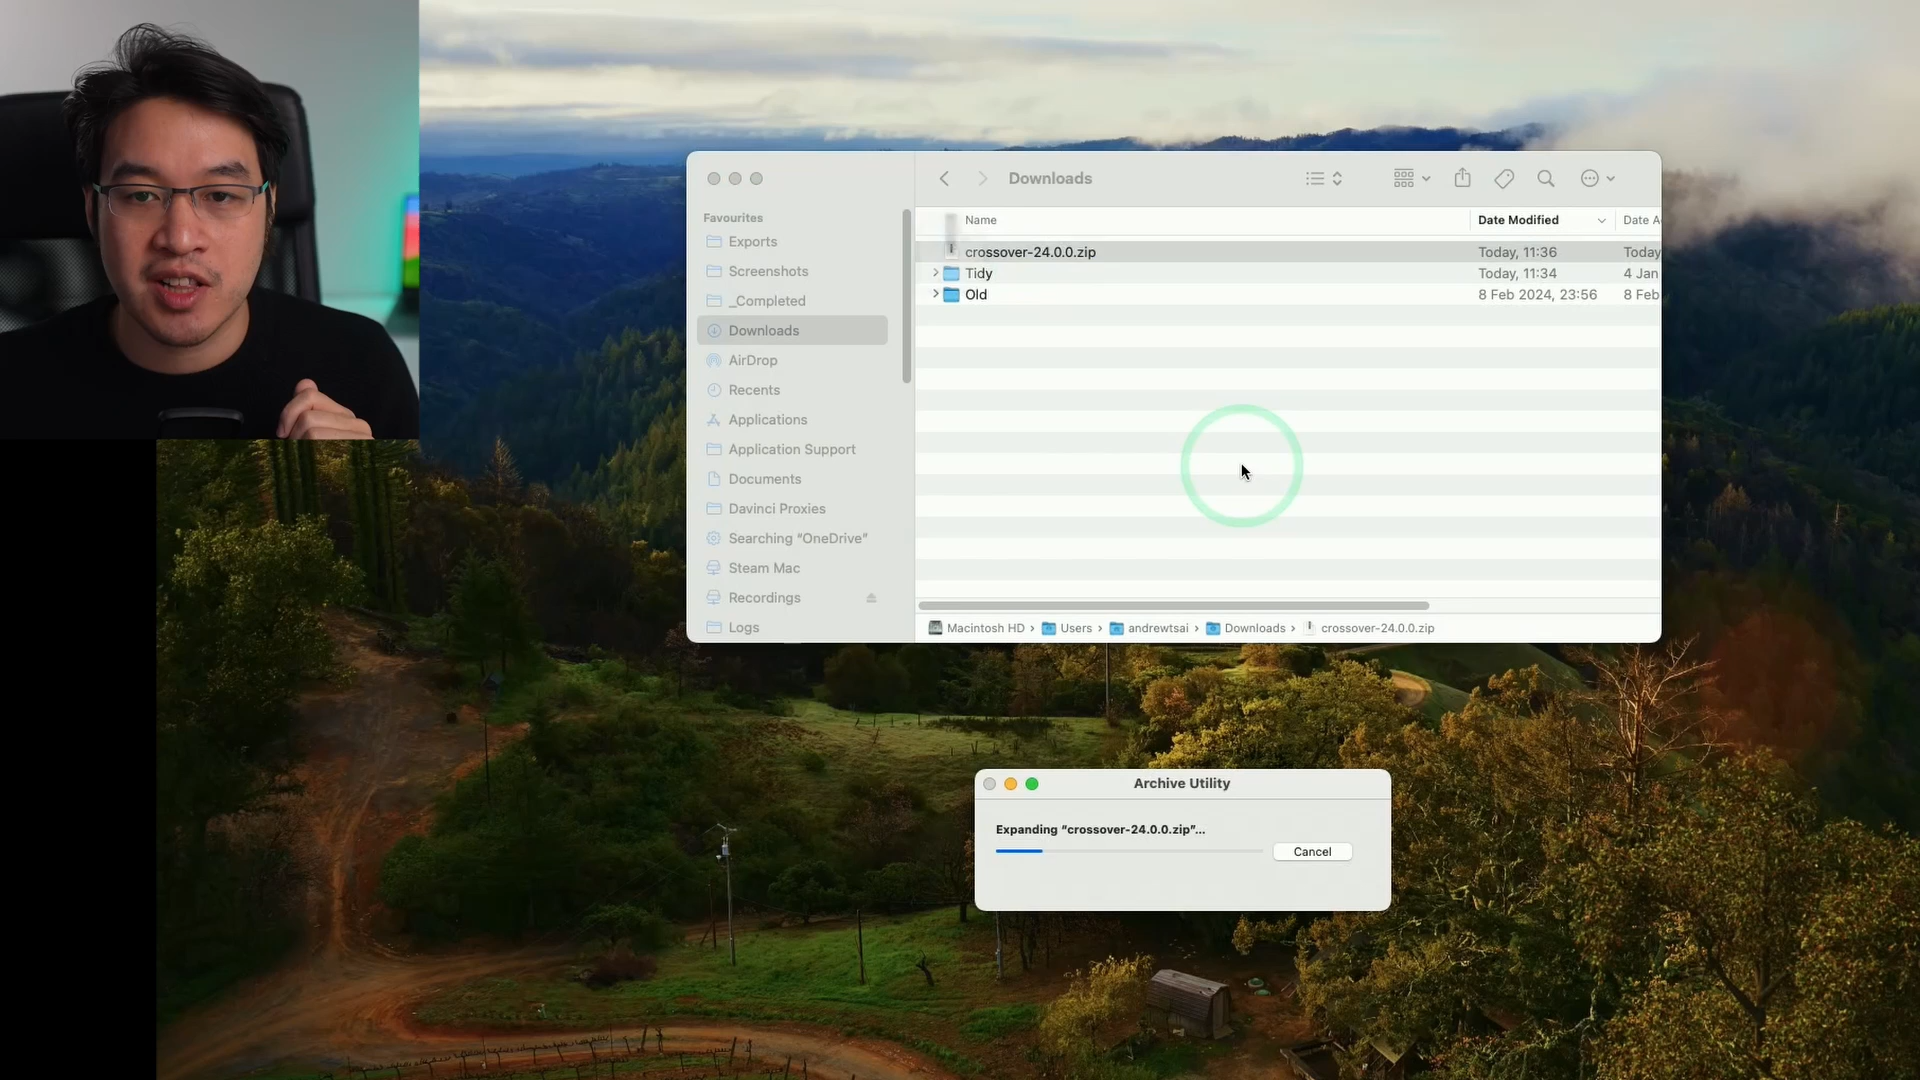 Downloads
Favourites
Exports
Screenshots
_Completed
Downloads
AirDrop
Recents
Applications
Application Support
Documents
Davinci Proxies
Searching “OneDrive”
Steam Mac
Recordings
Logs
Name Date Modified Date A
crossover-24.0.0.zip Today, 11:36 Today
Tidy Today, 11:34 4 Jan
Old 8 Feb 2024, 23:56 8 Feb
Macintosh HD › Users › andrewtsai › Downloads › crossover-24.0.0.zip
Archive Utility
Expanding “crossover-24.0.0.zip”...
Cancel